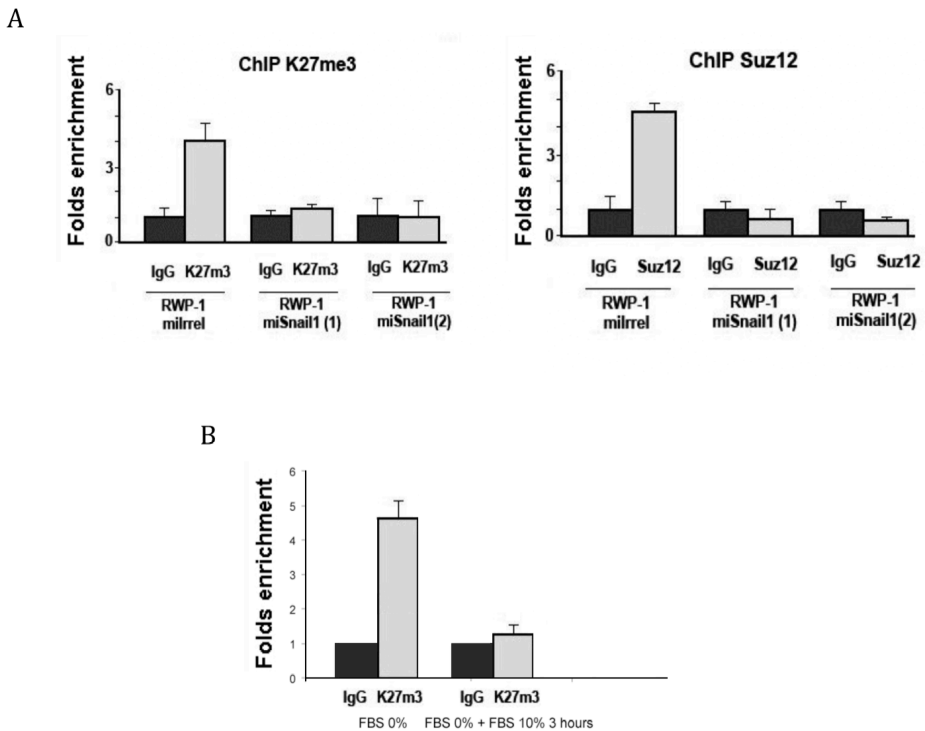 A
ChIP K27me3
Folds enrichment
6
3
0
IgG K27m3 IgG K27m3 IgG K27m3
RWP-1 RWP-1 RWP-1
miIrrel miSnail1 (1) miSnail1(2)
ChIP Suz12
Folds enrichment
6
3
0
IgG Suz12 IgG Suz12 IgG Suz12
RWP-1 RWP-1 RWP-1
miIrrel miSnail1 (1) miSnail1(2)
B
Folds enrichment
6
5
4
3
2
1
0
IgG K27m3 IgG K27m3
FBS 0% FBS 0% + FBS 10% 3 hours